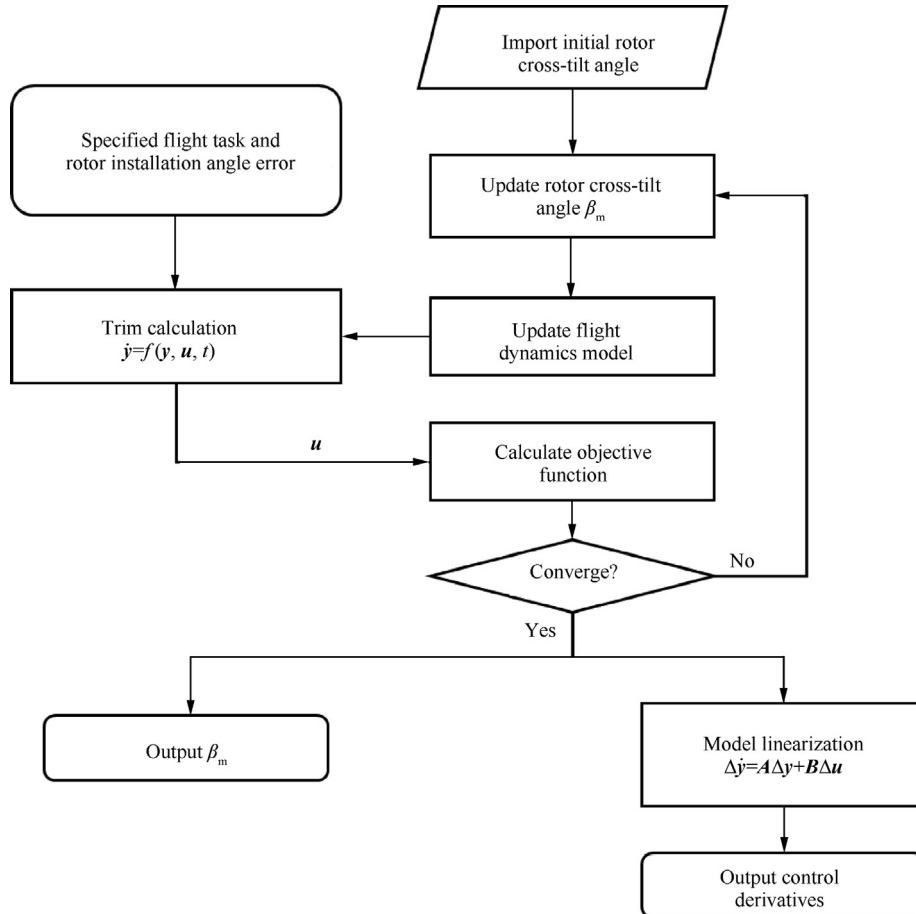 Import initial rotor
cross-tilt angle
Specified flight task and
rotor installation angle error
Update rotor cross-tilt
angle βₘ
Trim calculation
ẏ=f(y, u, t)
Update flight
dynamics model
u
Calculate objective
function
Converge?
No
Yes
Output βₘ
Model linearization
Δẏ=AΔy+BΔu
Output control
derivatives